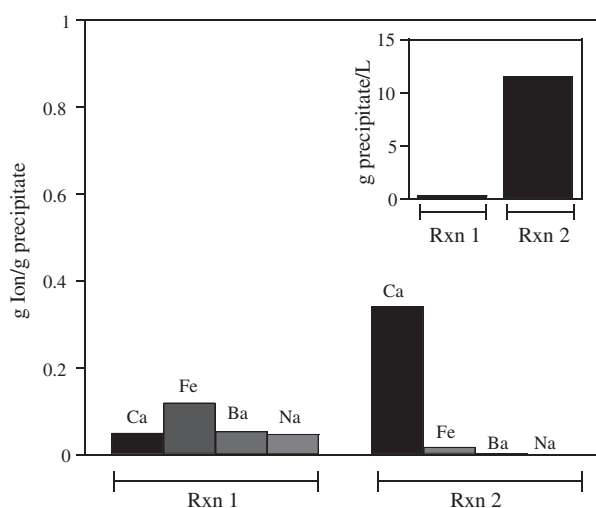 1
0.8
0.6
0.4
0.2
0
g Ion/g precipitate
Ca
Fe
Ba
Na
Rxn 1
Ca
Fe
Ba
Na
Rxn 2
15
10
5
0
g precipitate/L
Rxn 1
Rxn 2